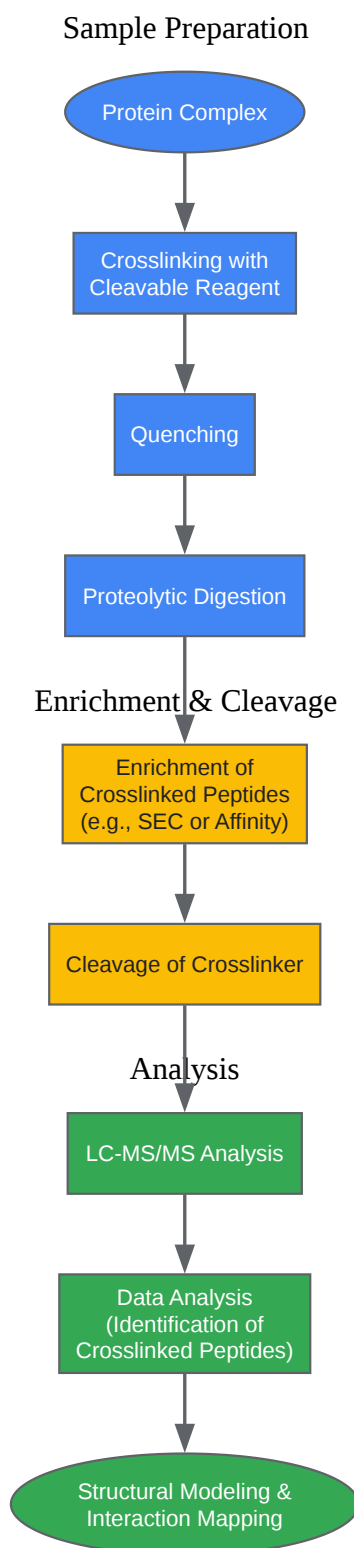 Sample Preparation
Protein Complex
Crosslinking with
Cleavable Reagent
Quenching
Proteolytic Digestion
Enrichment & Cleavage
Enrichment of
Crosslinked Peptides
(e.g., SEC or Affinity)
Cleavage of Crosslinker
Analysis
LC-MS/MS Analysis
Data Analysis
(Identification of
Crosslinked Peptides)
Structural Modeling &
Interaction Mapping